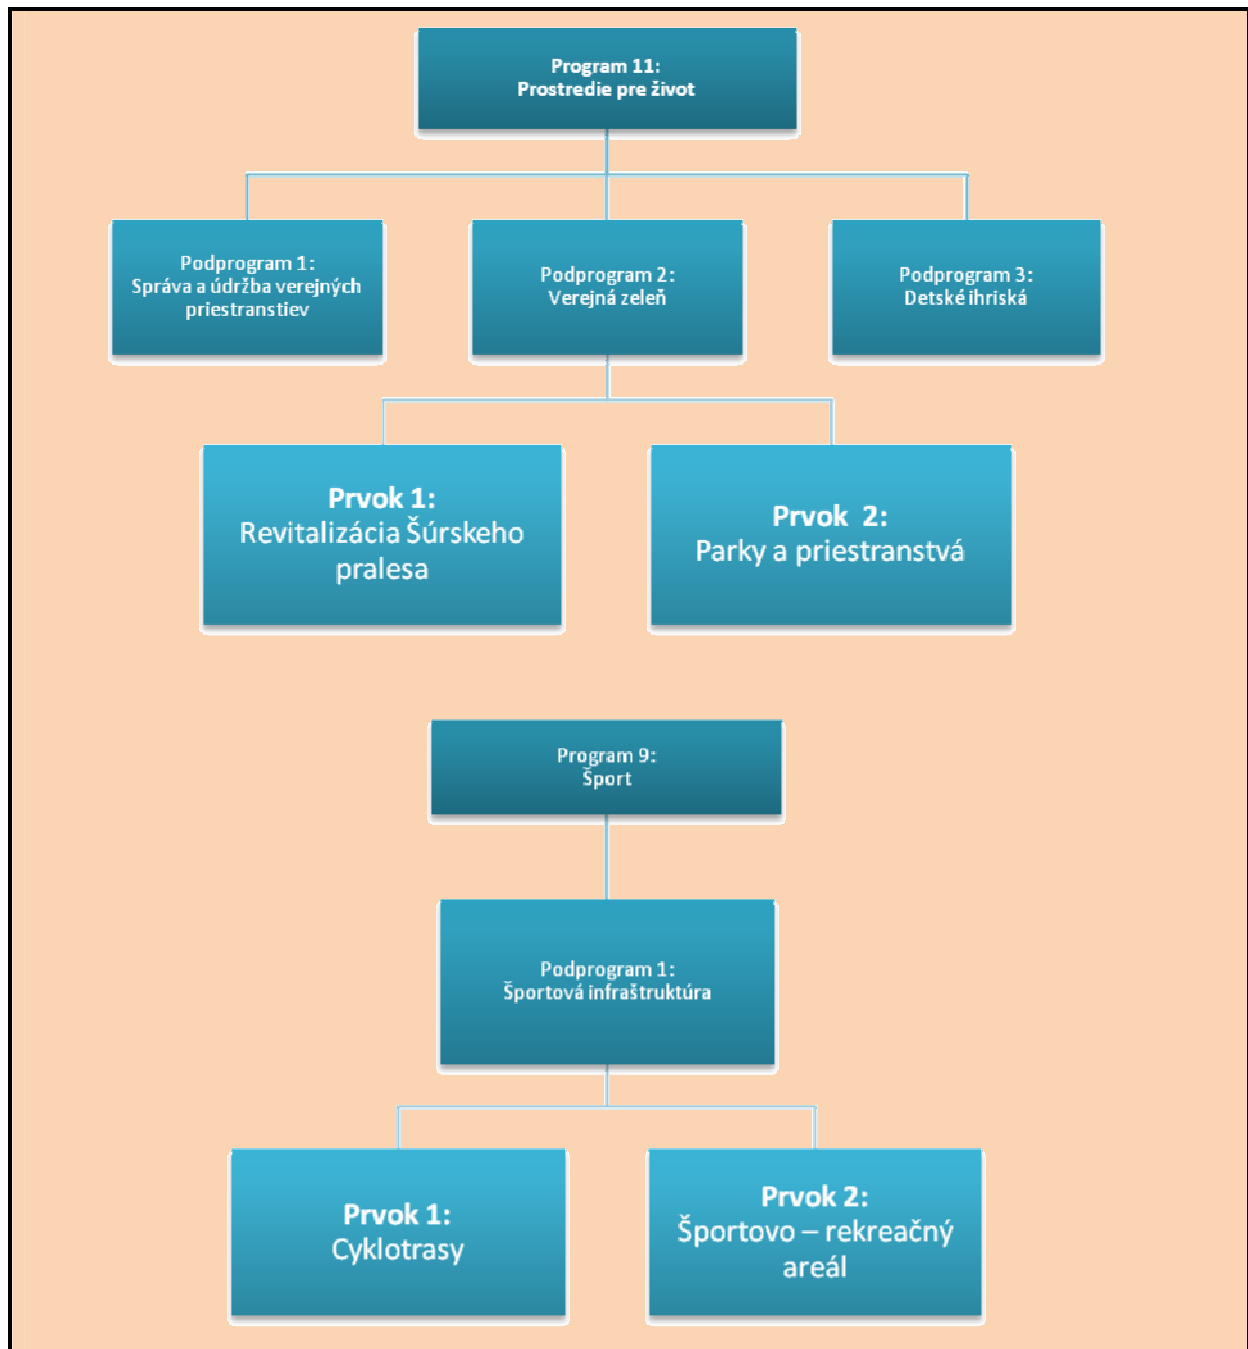 Program 11:
Prostredie pre život
Podprogram 1:
Správa a údržba verejných
priestranstiev
Podprogram 2:
Verejná zeleň
Podprogram 3:
Detské ihriská
Prvok 1:
Revitalizácia Šúrskeho
pralesa
Prvok 2:
Parky a priestranstvá
Program 9:
Šport
Podprogram 1:
Športová infraštruktúra
Prvok 1:
Cyklotrasy
Prvok 2:
Športovo – rekreačný
areál